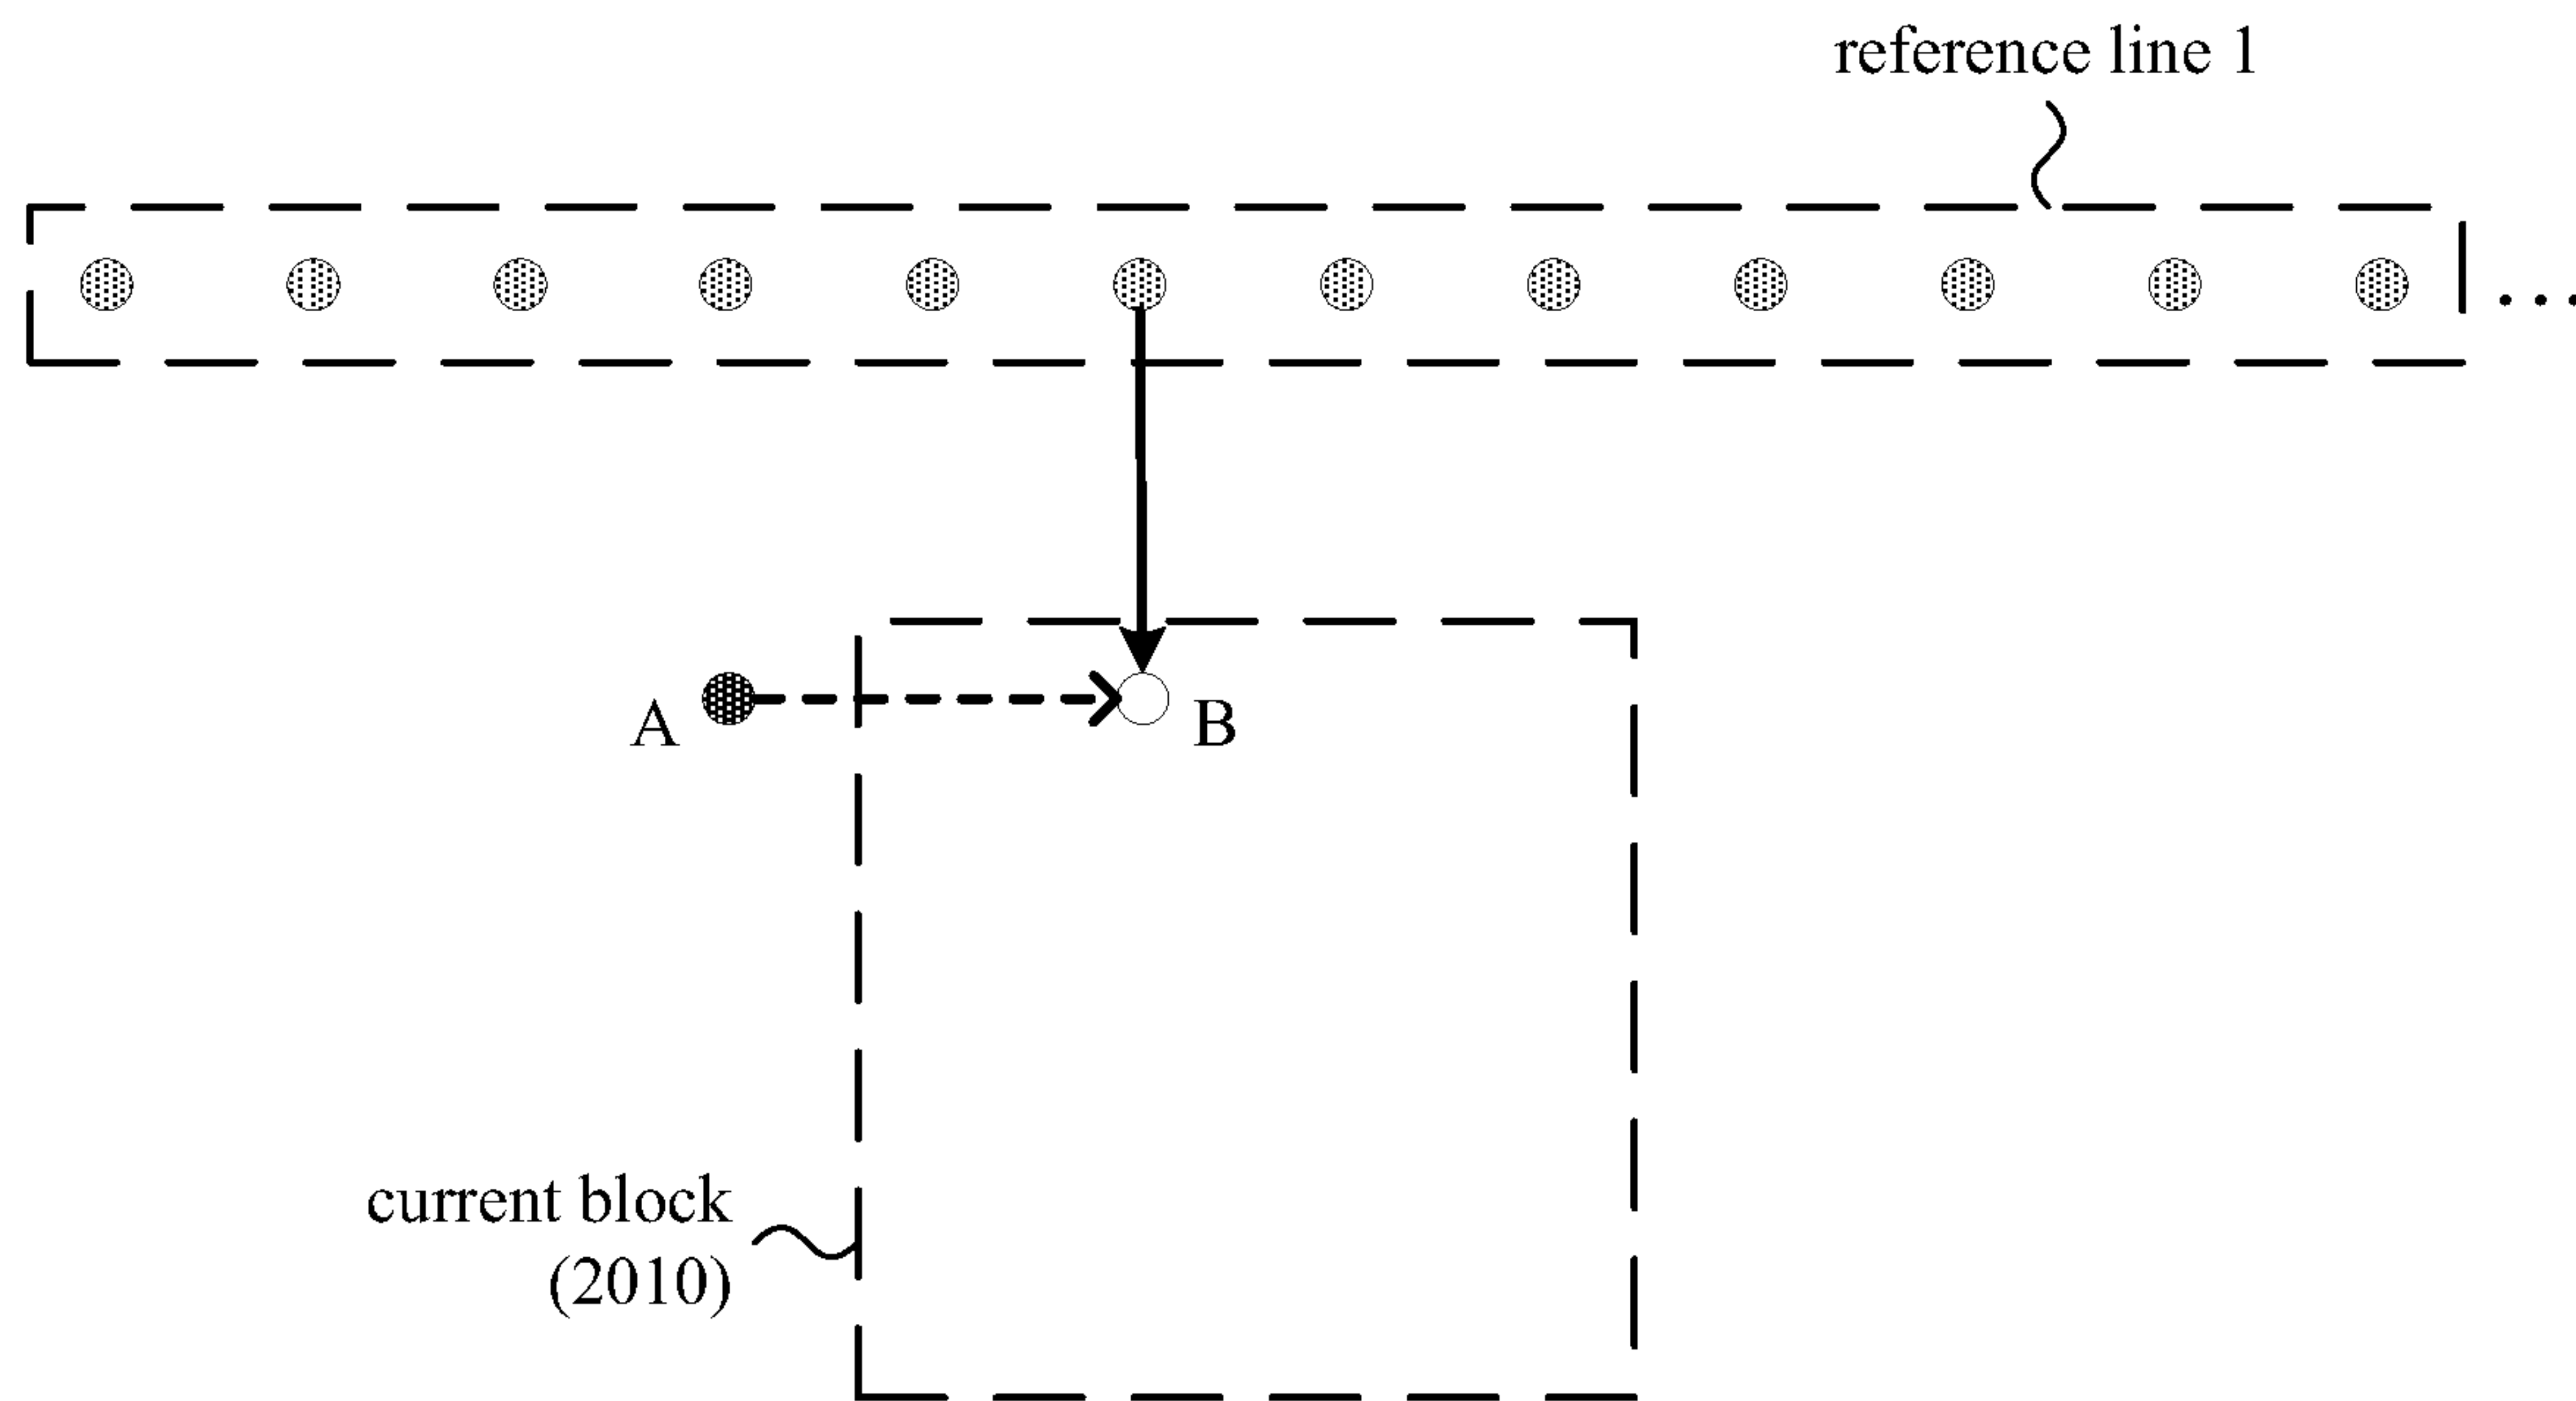 reference line 1
...
A
B
current block
(2010)